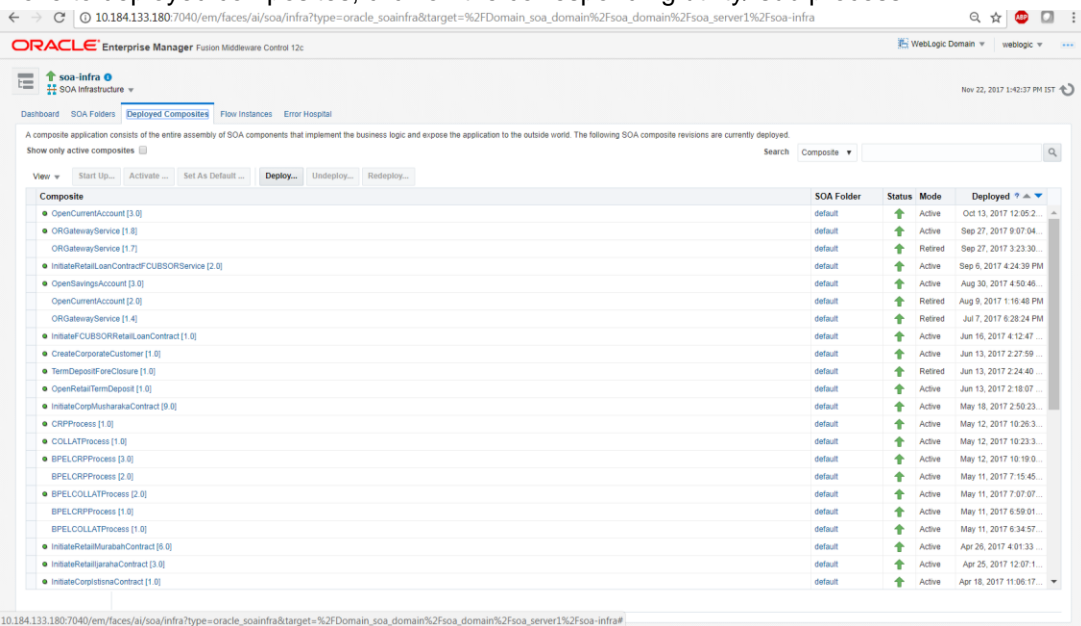 10.184.133.180:7040/em/faces/ai/soa/infra?type=oracle_soainfra&target=%2FDomain_soa_domain%2Fsoa_domain%2Fsoa_server1%2Fsoa-infra
ABP
ORACLE Enterprise Manager Fusion Middleware Control 12c
WebLogic Domain
weblogic
soa-infra
SOA Infrastructure
Nov 22, 2017 1:42:37 PM IST
Dashboard SOA Folders Deployed Composites Flow Instances Error Hospital
A composite application consists of the entire assembly of SOA components that implement the business logic and expose the application to the outside world. The following SOA composite revisions are currently deployed.
Show only active composites
Search Composite
View Start Up... Activate ... Set As Default ... Deploy... Undeploy... Redeploy...
Composite SOA Folder Status Mode Deployed ?
OpenCurrentAccount [3.0] default Active Oct 13, 2017 12:05:2...
ORGatewayService [1.8] default Active Sep 27, 2017 9:07:04...
ORGatewayService [1.7] default Retired Sep 27, 2017 3:23:30...
InitiateRetailLoanContractFCUBSORService [2.0] default Active Sep 6, 2017 4:24:39 PM
OpenSavingsAccount [3.0] default Active Aug 30, 2017 4:50:46...
OpenCurrentAccount [2.0] default Retired Aug 9, 2017 1:16:48 PM
ORGatewayService [1.4] default Retired Jul 7, 2017 6:28:24 PM
InitiateFCUBSORRetailLoanContract [1.0] default Active Jun 16, 2017 4:12:47 ...
CreateCorporateCustomer [1.0] default Active Jun 13, 2017 2:27:59 ...
TermDepositForeClosure [1.0] default Retired Jun 13, 2017 2:24:40 ...
OpenRetailTermDeposit [1.0] default Active Jun 13, 2017 2:18:07 ...
InitiateCorpMusharakaContract [9.0] default Active May 18, 2017 2:50:23...
CRPProcess [1.0] default Active May 12, 2017 10:26:3...
COLLATProcess [1.0] default Active May 12, 2017 10:23:3...
BPELCRPProcess [3.0] default Active May 12, 2017 10:19:0...
BPELCRPProcess [2.0] default Active May 11, 2017 7:15:45...
BPELCOLLATProcess [2.0] default Active May 11, 2017 7:07:07...
BPELCRPProcess [1.0] default Active May 11, 2017 6:59:01...
BPELCOLLATProcess [1.0] default Active May 11, 2017 6:34:57...
InitiateRetailMurabahContract [6.0] default Active Apr 26, 2017 4:01:33 ...
InitiateRetailIjarahaContract [3.0] default Active Apr 25, 2017 12:07:1...
InitiateCorpIstisnaContract [1.0] default Active Apr 18, 2017 11:06:17...
10.184.133.180:7040/em/faces/ai/soa/infra?type=oracle_soainfra&target=%2FDomain_soa_domain%2Fsoa_domain%2Fsoa_server1%2Fsoa-infra#